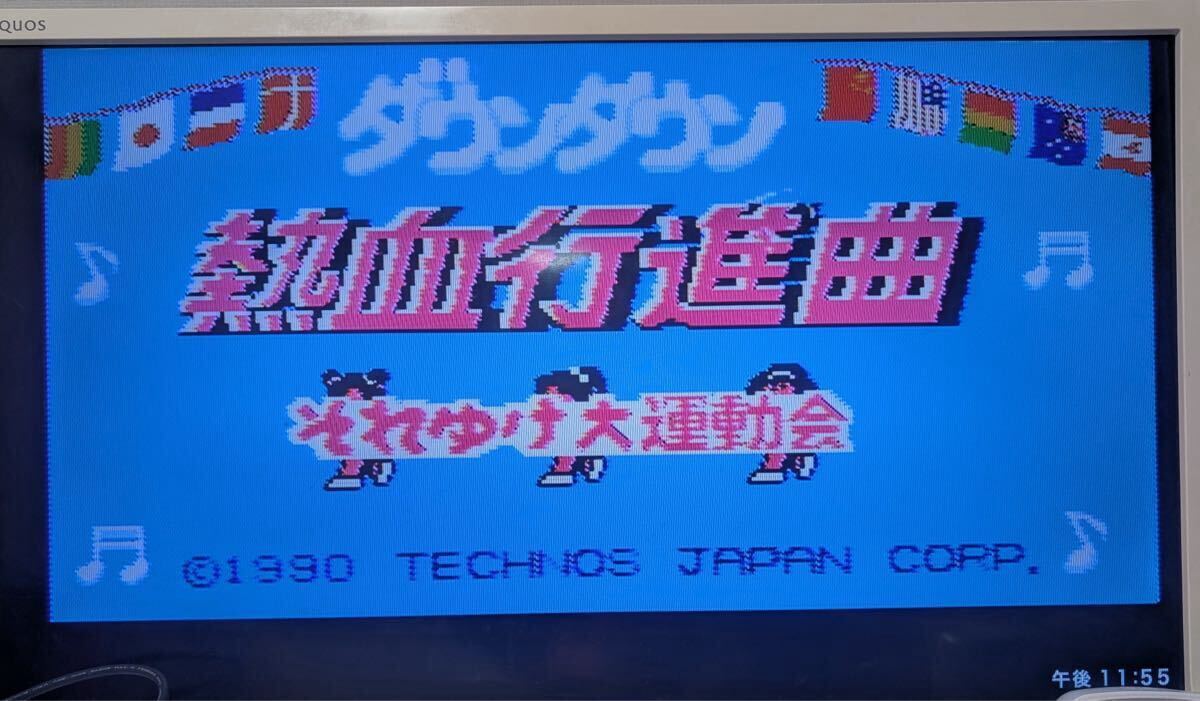 QUOS
ダウンタウン
熱血行進曲
それゆけ大運動会
©1990 TECHNOS JAPAN CORP.
午後 11:55